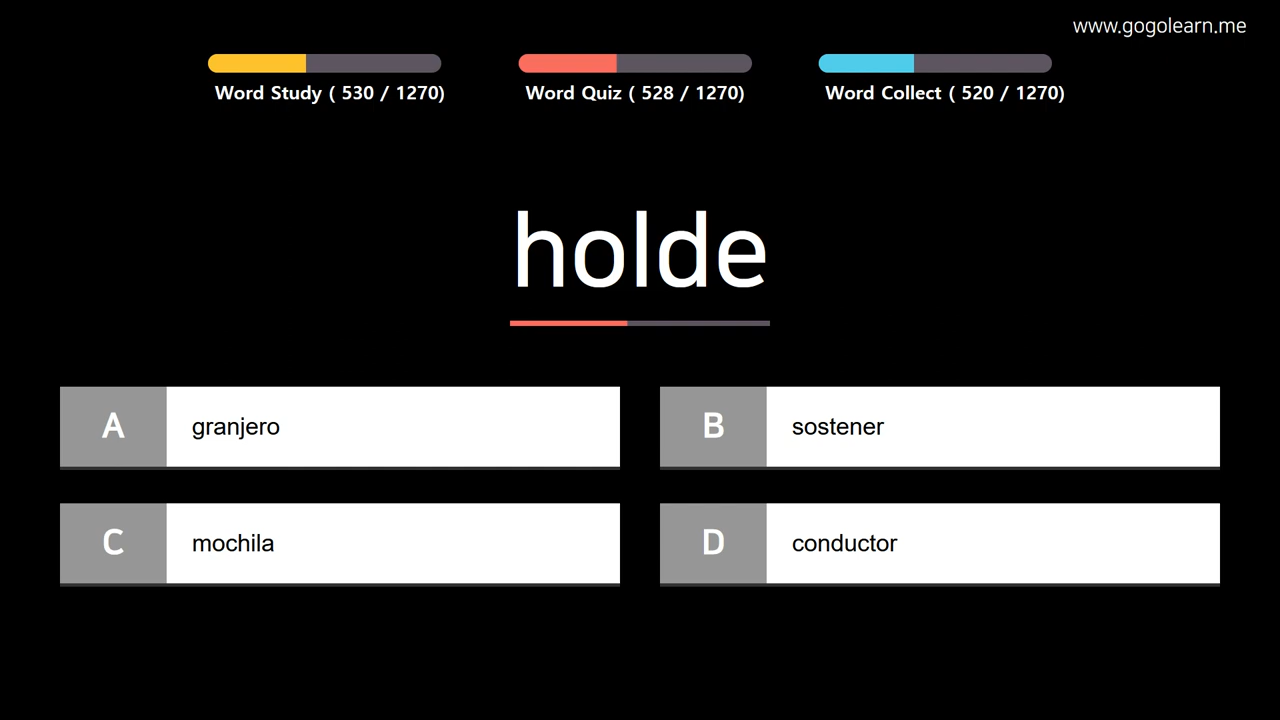 www.gogolearn.me
Word Study ( 530 / 1270)
Word Quiz ( 528 / 1270)
Word Collect ( 520 / 1270)
holde
A granjero
B sostener
C mochila
D conductor